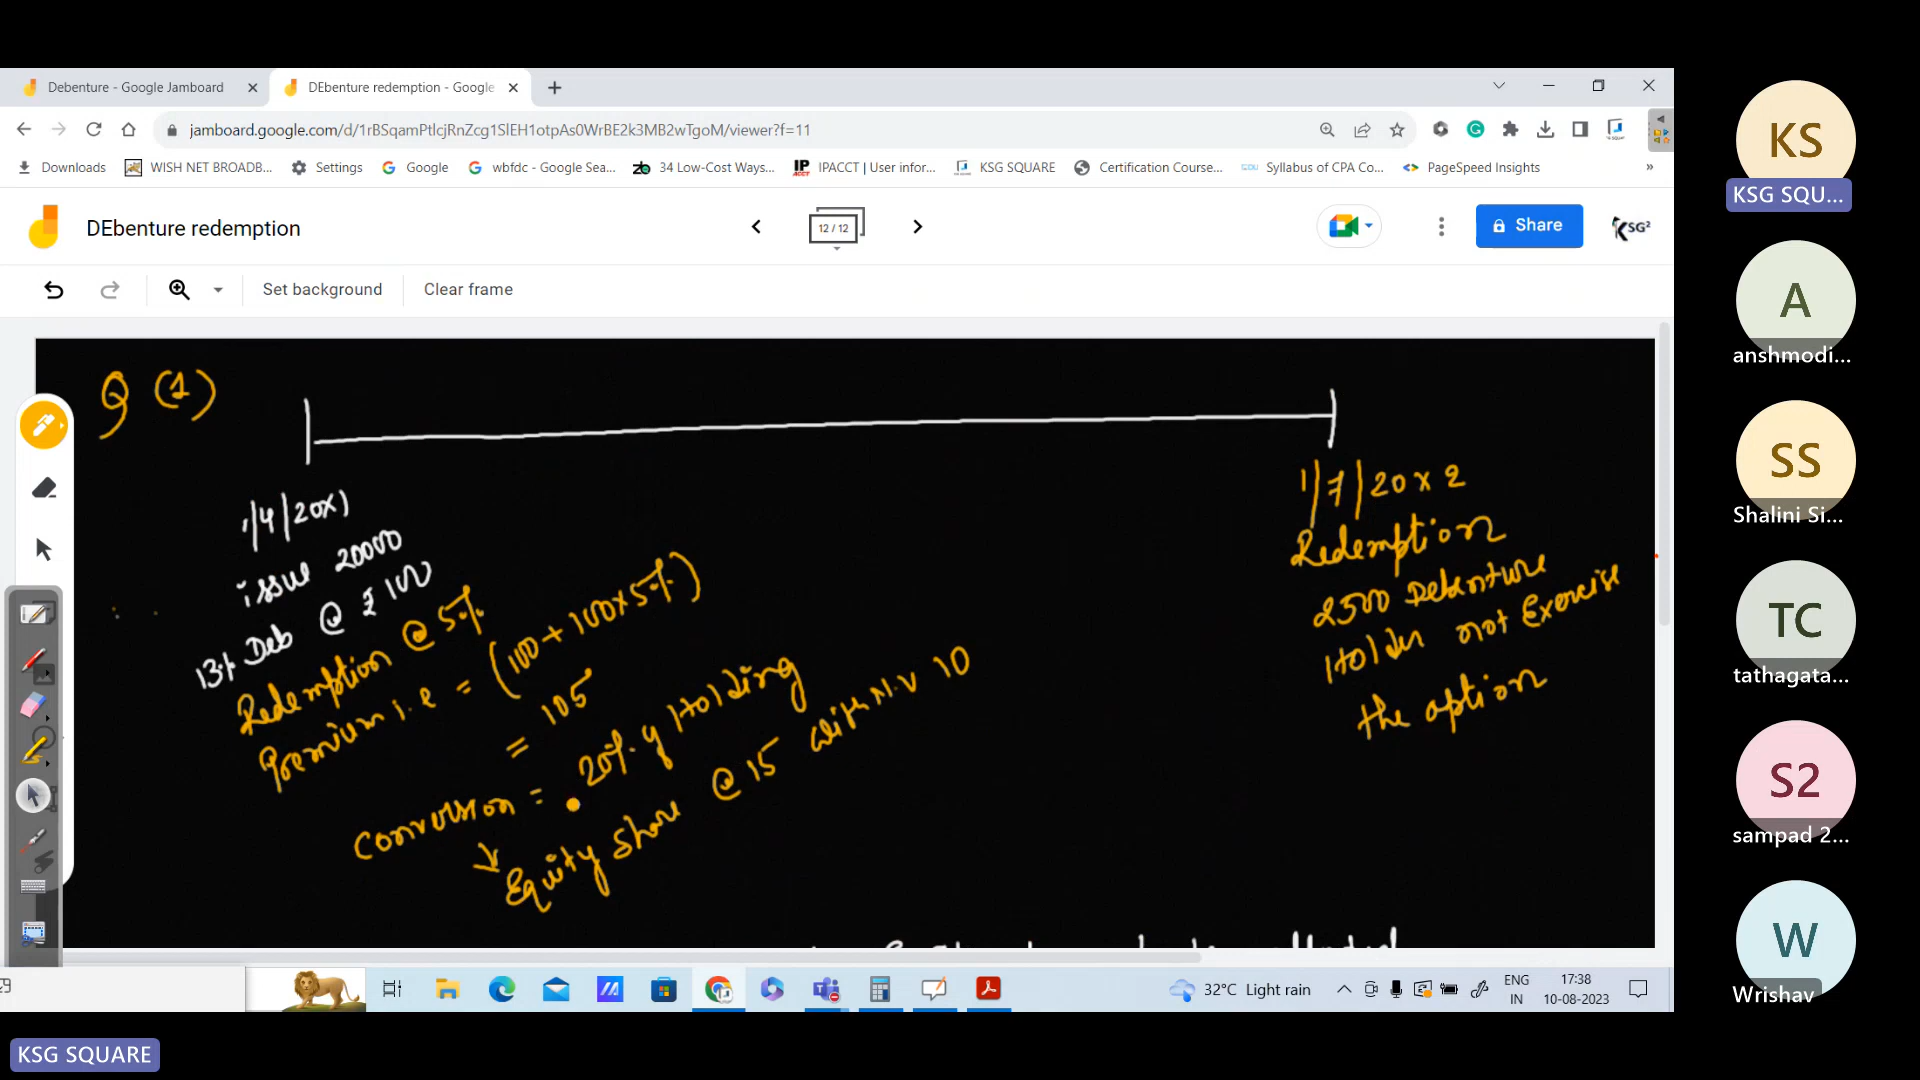 Debenture - Google Jamboard
DEbenture redemption - Google
jamboard.google.com/d/1rBSqamPtlcjRnZcg1SlEH1otpAs0WrBE2k3MB2wTgoM/viewer?f=11
Downloads
WISH NET BROADB...
Settings
Google
wbfdc - Google Sea...
34 Low-Cost Ways...
IPACCT | User infor...
KSG SQUARE
Certification Course...
Syllabus of CPA Co...
PageSpeed Insights
»
DEbenture redemption
12 / 12
Share
KSG²
Set background
Clear frame
Q (1)
1/4/20X1
issue 20000
13% Deb @ ₹ 100
Redemption @ 5%
Premium i.e = (100 + 100 x 5%)
= 105
Conversion = 20% of Holding
Equity Share @ 15 with N.V 10
1/7/20x2
Redemption
2500 Debenture
Holder not Exercise
the option
32°C Light rain
ENG
IN
17:38
10-08-2023
KS
KSG SQU...
A
anshmodi...
SS
Shalini Si...
TC
tathagata...
S2
sampad 2...
W
Wrishav
KSG SQUARE